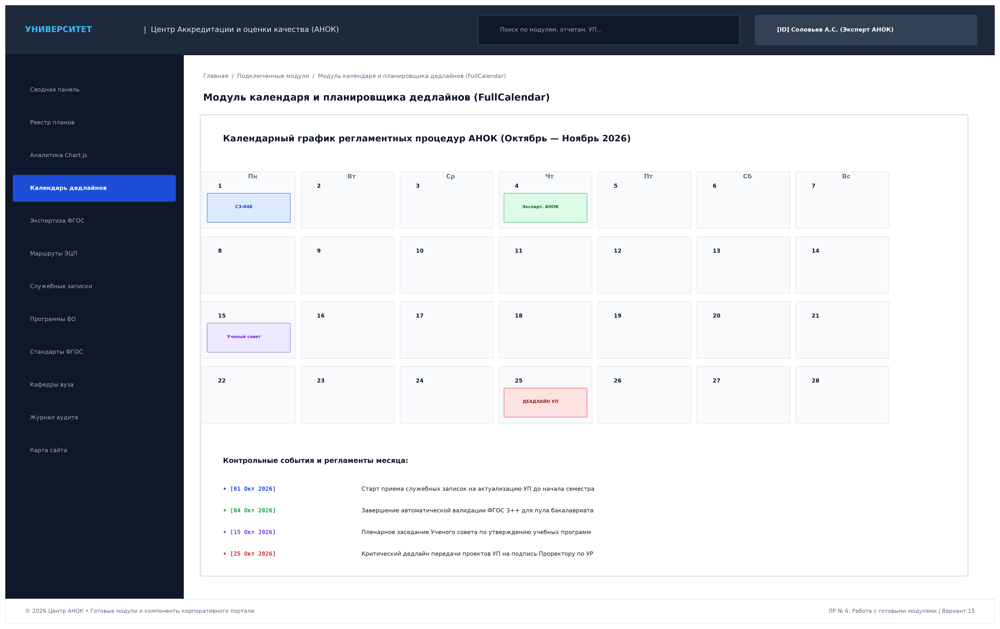 УНИВЕРСИТЕТ | Центр Аккредитации и оценки качества (АНОК)
Поиск по модулям, отчетам, УП...
[ID] Соловьев А.С. (Эксперт АНОК)
Сводная панель
Реестр планов
Аналитика Chart.js
Календарь дедлайнов
Экспертиза ФГОС
Маршруты ЭЦП
Служебные записки
Программы ВО
Стандарты ФГОС
Кафедры вуза
Журнал аудита
Карта сайта
Главная / Подключенные модули / Модуль календаря и планировщика дедлайнов (FullCalendar)
Модуль календаря и планировщика дедлайнов (FullCalendar)
Календарный график регламентных процедур АНОК (Октябрь — Ноябрь 2026)
Пн Вт Ср Чт Пт Сб Вс
1 2 3 4 5 6 7
СЗ-048 Эксперт. АНОК
8 9 10 11 12 13 14
15 16 17 18 19 20 21
Ученый совет
22 23 24 25 26 27 28
ДЕАДЛАЙН УП
Контрольные события и регламенты месяца:
• [01 Окт 2026] Старт приема служебных записок на актуализацию УП до начала семестра
• [04 Окт 2026] Завершение автоматической валидации ФГОС 3++ для пула бакалавриата
• [15 Окт 2026] Пленарное заседание Ученого совета по утверждению учебных программ
• [25 Окт 2026] Критический дедлайн передачи проектов УП на подпись Проректору по УР
© 2026 Центр АНОК • Готовые модули и компоненты корпоративного портала
ЛР № 6: Работа с готовыми модулями | Вариант 15